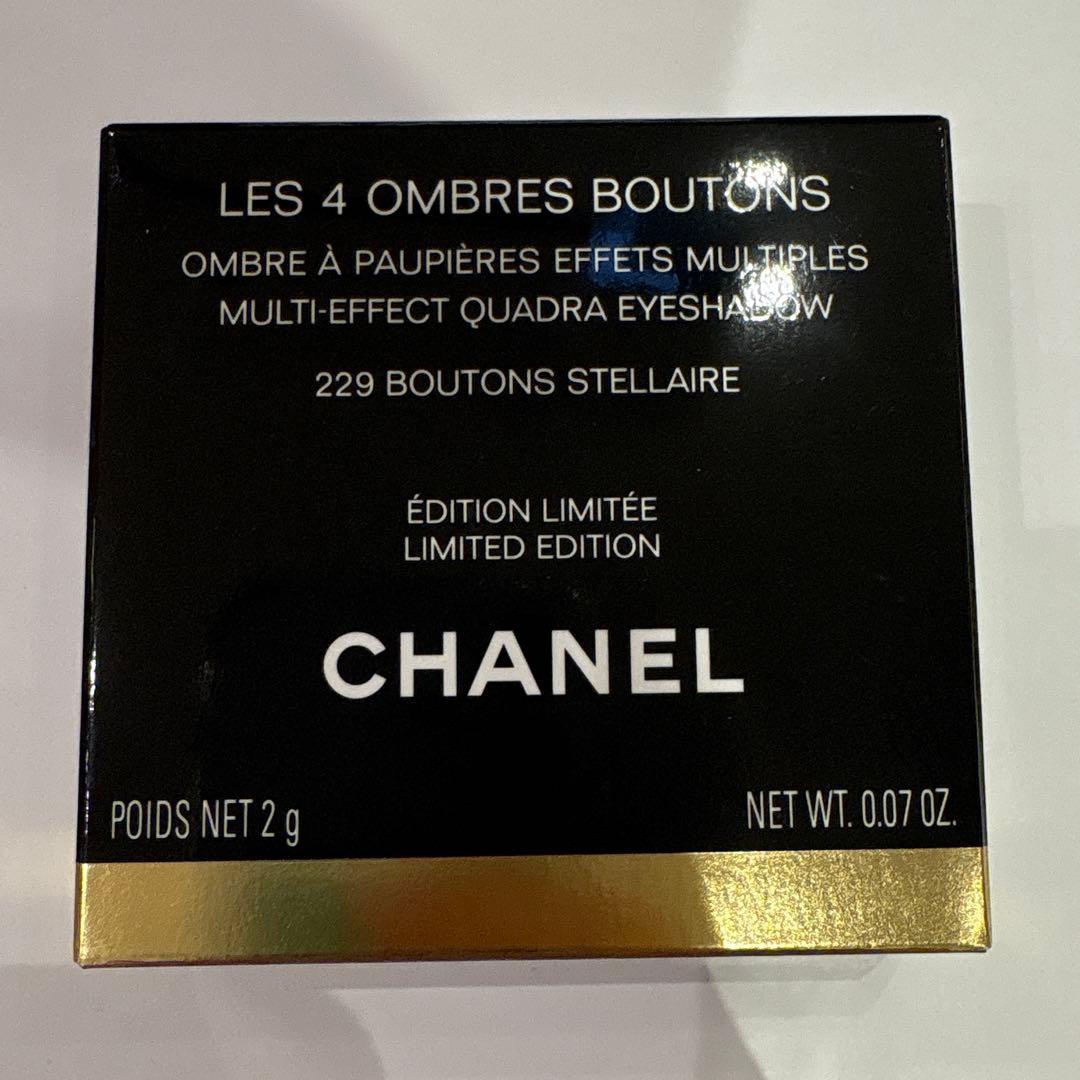 LES 4 OMBRES BOUTONS
OMBRE À PAUPIÈRES EFFETS MULTIPLES
MULTI-EFFECT QUADRA EYESHADOW
229 BOUTONS STELLAIRE
ÉDITION LIMITÉE
LIMITED EDITION
CHANEL
POIDS NET 2 g
NET WT. 0.07 OZ.